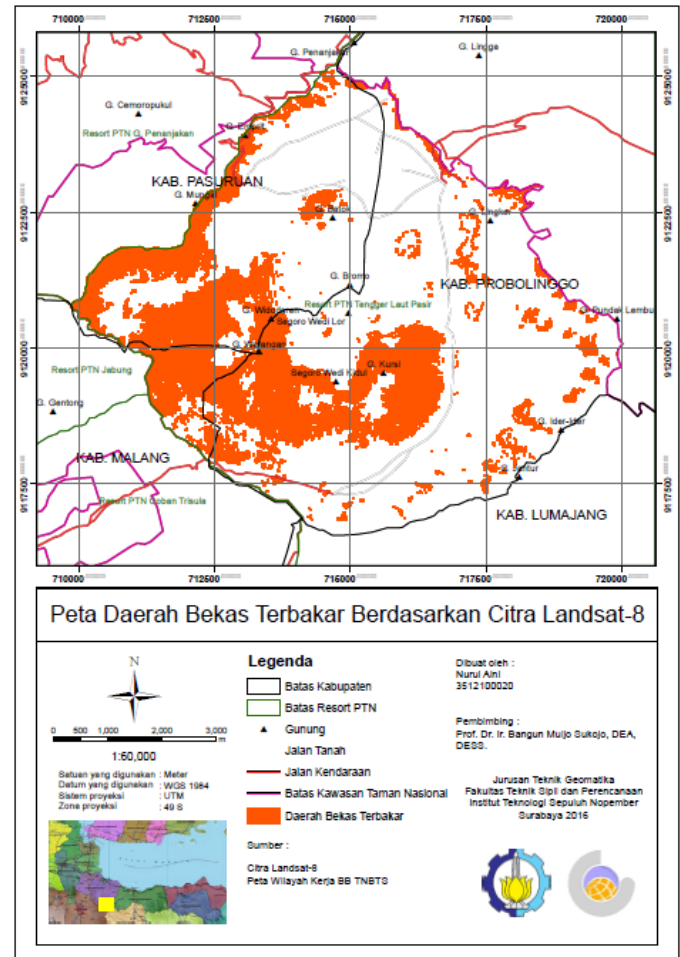 710000 712500 715000 717500 720000
G. Penanjakan
G. Lingga
9125000
9125000
G. Cemoropukul
Resort PTN G. Penanjakan
KAB. PASURUAN
G. Mungal
9122500
9122500
G. Batok
G. Lingker
G. Bromo
KAB. PROBOLINGGO
Resort PTN Tengger Laut Pasir
G. Widodaren
Segoro Wedi Lor
G. Pundak Lembu
9120000
9120000
G. Watangan
Resort PTN Jabung
G. Kursi
Segoro Wedi Kidul
G. Gentong
G. Ider-Ider
KAB. MALANG
9117500
9117500
Resort PTN Coban Trisula
KAB. LUMAJANG
710000 712500 715000 717500 720000
Peta Daerah Bekas Terbakar Berdasarkan Citra Landsat-8
N
0 500 1,000 2,000 3,000
m
1:60,000
Satuan yang digunakan : Meter
Datum yang digunakan : WGS 1984
Sistem proyeksi : UTM
Zona proyeksi : 49 S
Legenda
Batas Kabupaten
Batas Resort PTN
Gunung
Jalan Tanah
Jalan Kendaraan
Batas Kawasan Taman Nasional
Daerah Bekas Terbakar
Sumber :
Citra Landsat-8
Peta Wilayah Kerja BB TNBTS
Dibuat oleh :
Nurul Aini
3512100020
Pembimbing :
Prof. Dr. Ir. Bangun Muljo Sukojo, DEA,
DESS.
Jurusan Teknik Geomatika
Fakultas Teknik Sipil dan Perencanaan
Institut Teknologi Sepuluh Nopember
Surabaya 2016